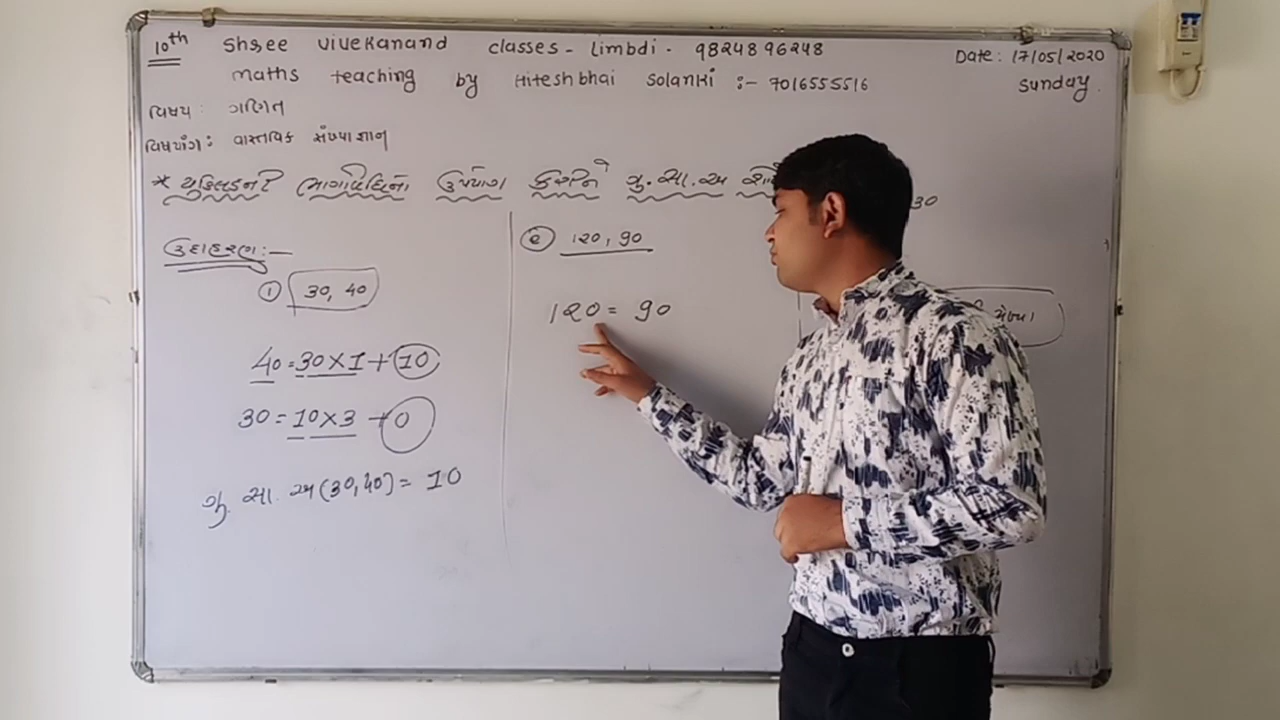 10th Shree vivekanand classes - Limbdi - 9824896248
Date: 17/05/2020
maths teaching by Hiteshbhai Solanki :- 7016555516
Sunday.
વિષય: ગણિત
વિષયાંગ: વાસ્તવિક સંખ્યાજ્ઞાન
* યુક્લિડની ભાગવિધિનો ઉપયોગ કરીને ગુ.સા.અ
30
ઉદાહરણ:—
① 30, 40
40 = 30 × 1 + 10
30 = 10 × 3 + 0
ગુ. સા. અ (30, 40) = 10
② 120, 90
120 = 90